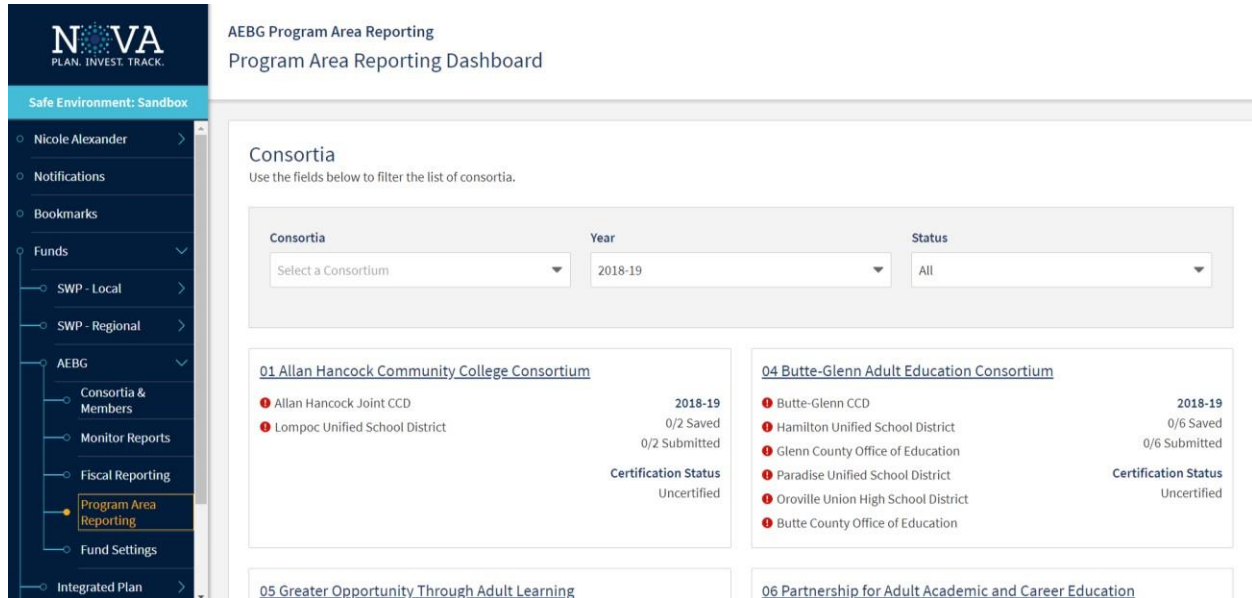 NOVA
PLAN. INVEST. TRACK.
Safe Environment: Sandbox
Nicole Alexander
Notifications
Bookmarks
Funds
SWP - Local
SWP - Regional
AEBG
Consortia &
Members
Monitor Reports
Fiscal Reporting
Program Area
Reporting
Fund Settings
Integrated Plan
AEBG Program Area Reporting
Program Area Reporting Dashboard
Consortia
Use the fields below to filter the list of consortia.
Consortia
Select a Consortium
Year
2018-19
Status
All
01 Allan Hancock Community College Consortium
Allan Hancock Joint CCD
Lompoc Unified School District
2018-19
0/2 Saved
0/2 Submitted
Certification Status
Uncertified
04 Butte-Glenn Adult Education Consortium
Butte-Glenn CCD
Hamilton Unified School District
Glenn County Office of Education
Paradise Unified School District
Oroville Union High School District
Butte County Office of Education
2018-19
0/6 Saved
0/6 Submitted
Certification Status
Uncertified
05 Greater Opportunity Through Adult Learning
06 Partnership for Adult Academic and Career Education